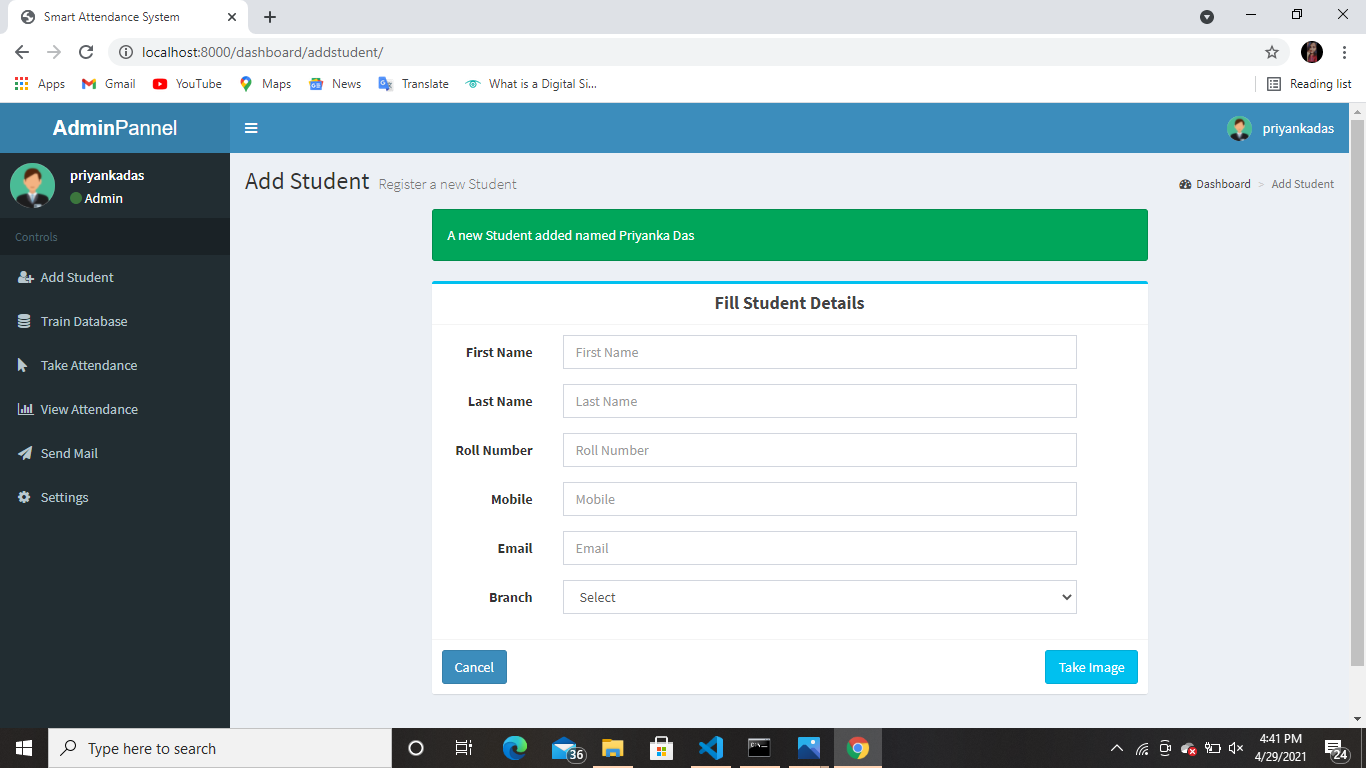 Smart Attendance System
localhost:8000/dashboard/addstudent/
Apps Gmail YouTube Maps News Translate What is a Digital Si... Reading list
AdminPannel priyankadas
priyankadas
Admin
Controls
Add Student
Train Database
Take Attendance
View Attendance
Send Mail
Settings
Add Student Register a new Student Dashboard > Add Student
A new Student added named Priyanka Das
Fill Student Details
First Name First Name
Last Name Last Name
Roll Number Roll Number
Mobile Mobile
Email Email
Branch Select
Cancel Take Image
Type here to search 36 4:41 PM
4/29/2021 24